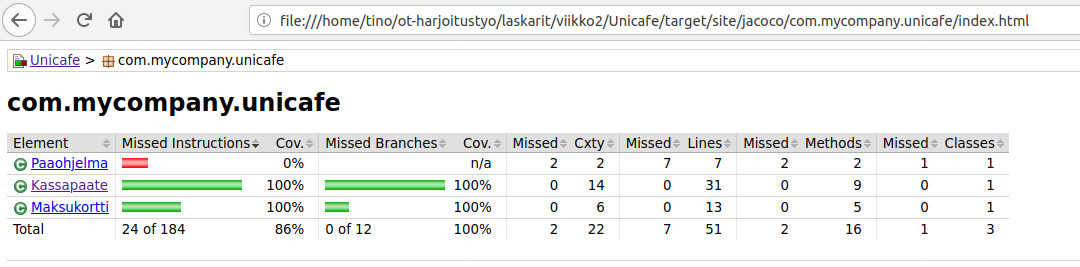 file:///home/tino/ot-harjoitustyo/laskarit/viikko2/Unicafe/target/site/jacoco/com.mycompany.unicafe/index.html
Unicafe > com.mycompany.unicafe
com.mycompany.unicafe
Element Missed Instructions Cov. Missed Branches Cov. Missed Cxty Missed Lines Missed Methods Missed Classes
Paaohjelma 0% n/a 2 2 7 7 2 2 1 1
Kassapaate 100% 100% 0 14 0 31 0 9 0 1
Maksukortti 100% 100% 0 6 0 13 0 5 0 1
Total 24 of 184 86% 0 of 12 100% 2 22 7 51 2 16 1 3